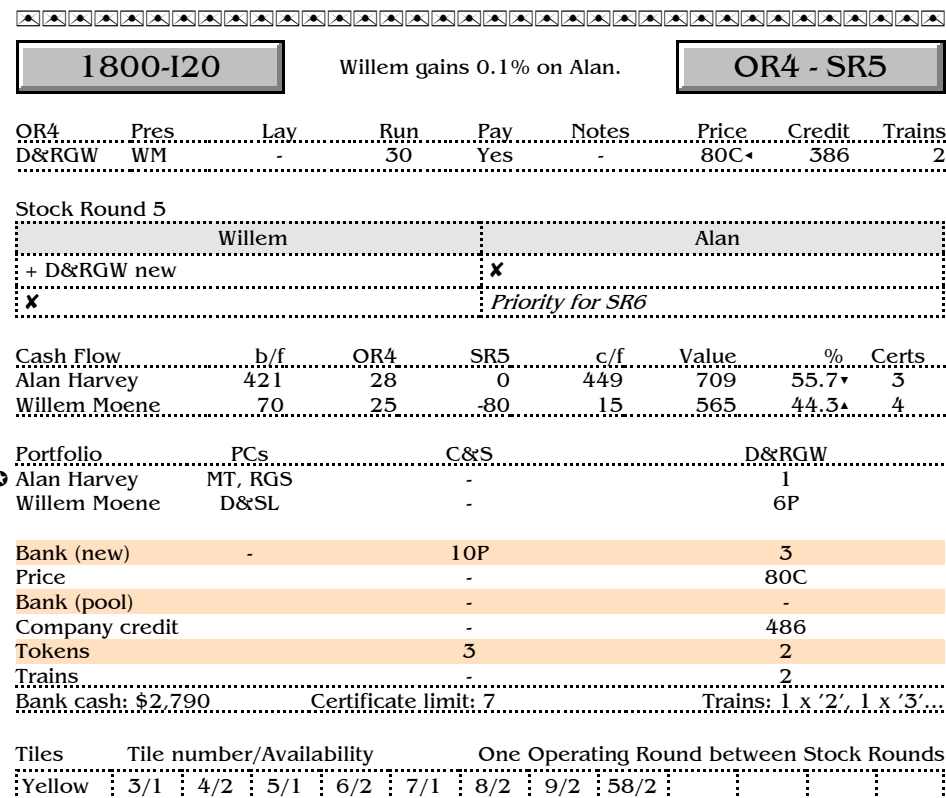 1800-I20 Willem gains 0.1% on Alan. OR4 - SR5
OR4 Pres Lay Run Pay Notes Price Credit Trains
D&RGW WM - 30 Yes - 80C◂ 386 2
Stock Round 5
Willem Alan
+ D&RGW new ✘
✘ Priority for SR6
Cash Flow b/f OR4 SR5 c/f Value % Certs
Alan Harvey 421 28 0 449 709 55.7▾ 3
Willem Moene 70 25 -80 15 565 44.3▴ 4
Portfolio PCs C&S D&RGW
✪ Alan Harvey MT, RGS - 1
Willem Moene D&SL - 6P
Bank (new) - 10P 3
Price - 80C
Bank (pool) - -
Company credit - 486
Tokens 3 2
Trains - 2
Bank cash: $2,790 Certificate limit: 7 Trains: 1 x '2', 1 x '3'...
Tiles Tile number/Availability One Operating Round between Stock Rounds
Yellow 3/1 4/2 5/1 6/2 7/1 8/2 9/2 58/2